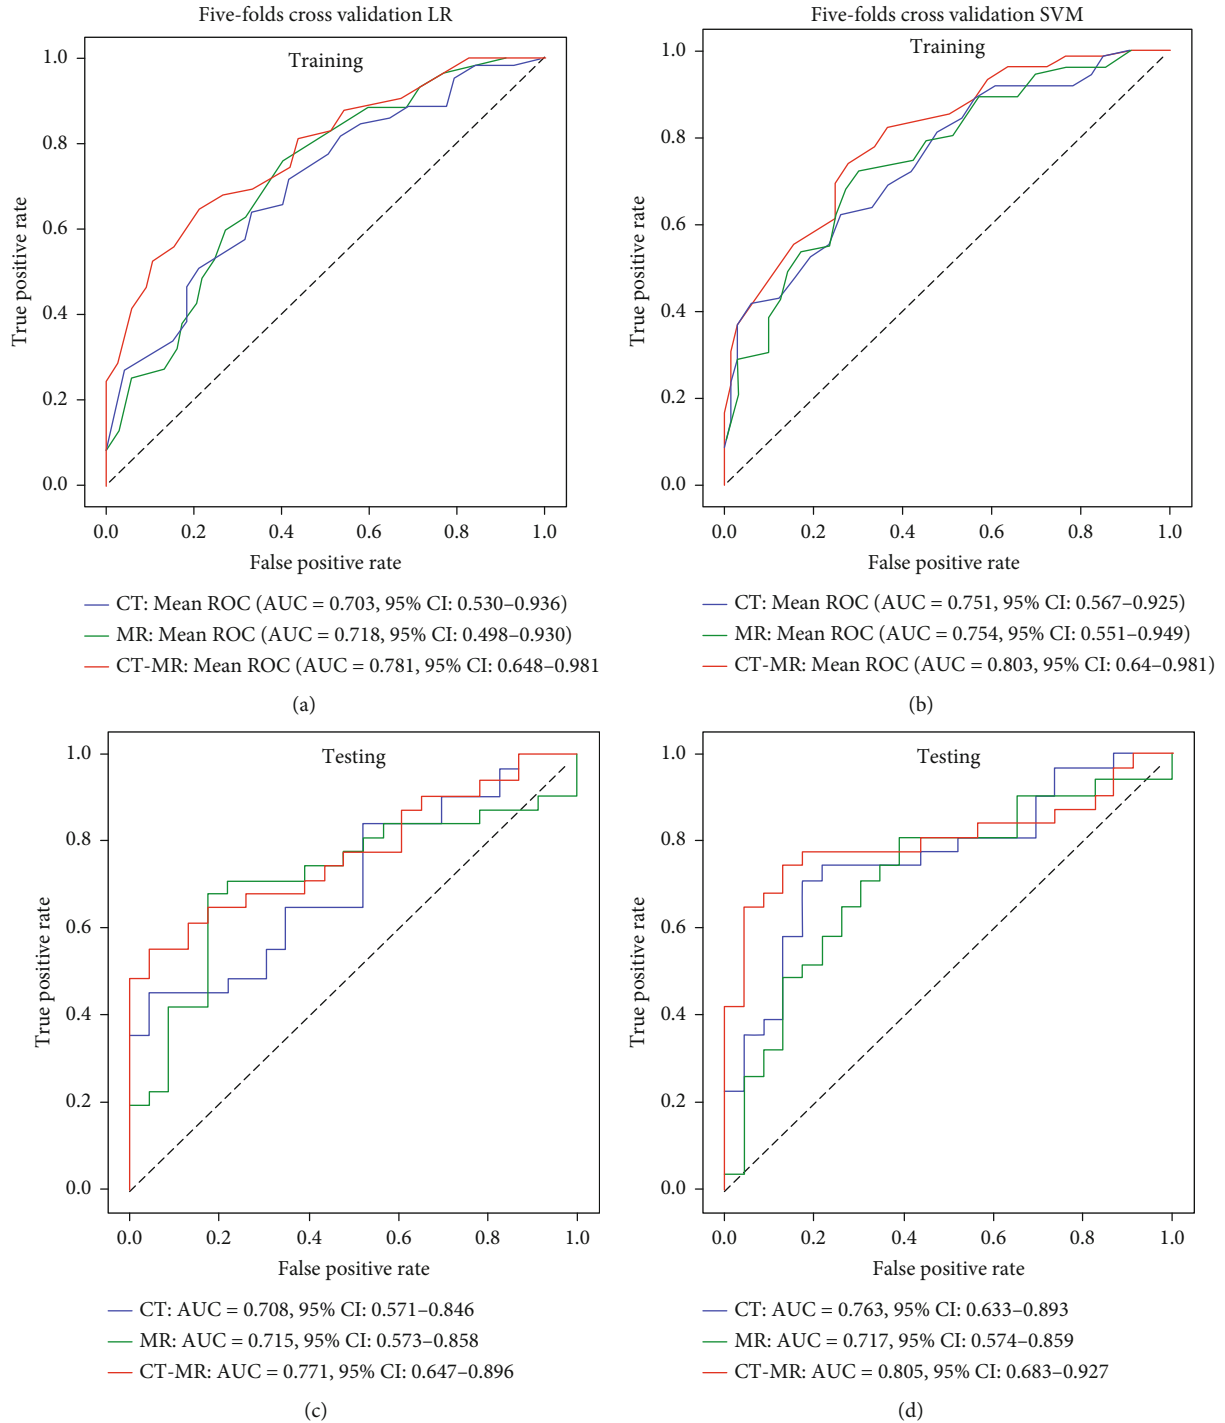 Five-folds cross validation LR
Training
1.0
0.8
0.6
0.4
0.2
0.0
True positive rate
0.0 0.2 0.4 0.6 0.8 1.0
False positive rate
CT: Mean ROC (AUC = 0.703, 95% CI: 0.530–0.936)
MR: Mean ROC (AUC = 0.718, 95% CI: 0.498–0.930)
CT-MR: Mean ROC (AUC = 0.781, 95% CI: 0.648–0.981
(a)
Five-folds cross validation SVM
Training
1.0
0.8
0.6
0.4
0.2
0.0
True positive rate
0.0 0.2 0.4 0.6 0.8 1.0
False positive rate
CT: Mean ROC (AUC = 0.751, 95% CI: 0.567–0.925)
MR: Mean ROC (AUC = 0.754, 95% CI: 0.551–0.949)
CT-MR: Mean ROC (AUC = 0.803, 95% CI: 0.64–0.981)
(b)
Testing
1.0
0.8
0.6
0.4
0.2
0.0
True positive rate
0.0 0.2 0.4 0.6 0.8 1.0
False positive rate
CT: AUC = 0.708, 95% CI: 0.571–0.846
MR: AUC = 0.715, 95% CI: 0.573–0.858
CT-MR: AUC = 0.771, 95% CI: 0.647–0.896
(c)
Testing
1.0
0.8
0.6
0.4
0.2
0.0
True positive rate
0.0 0.2 0.4 0.6 0.8 1.0
False positive rate
CT: AUC = 0.763, 95% CI: 0.633–0.893
MR: AUC = 0.717, 95% CI: 0.574–0.859
CT-MR: AUC = 0.805, 95% CI: 0.683–0.927
(d)